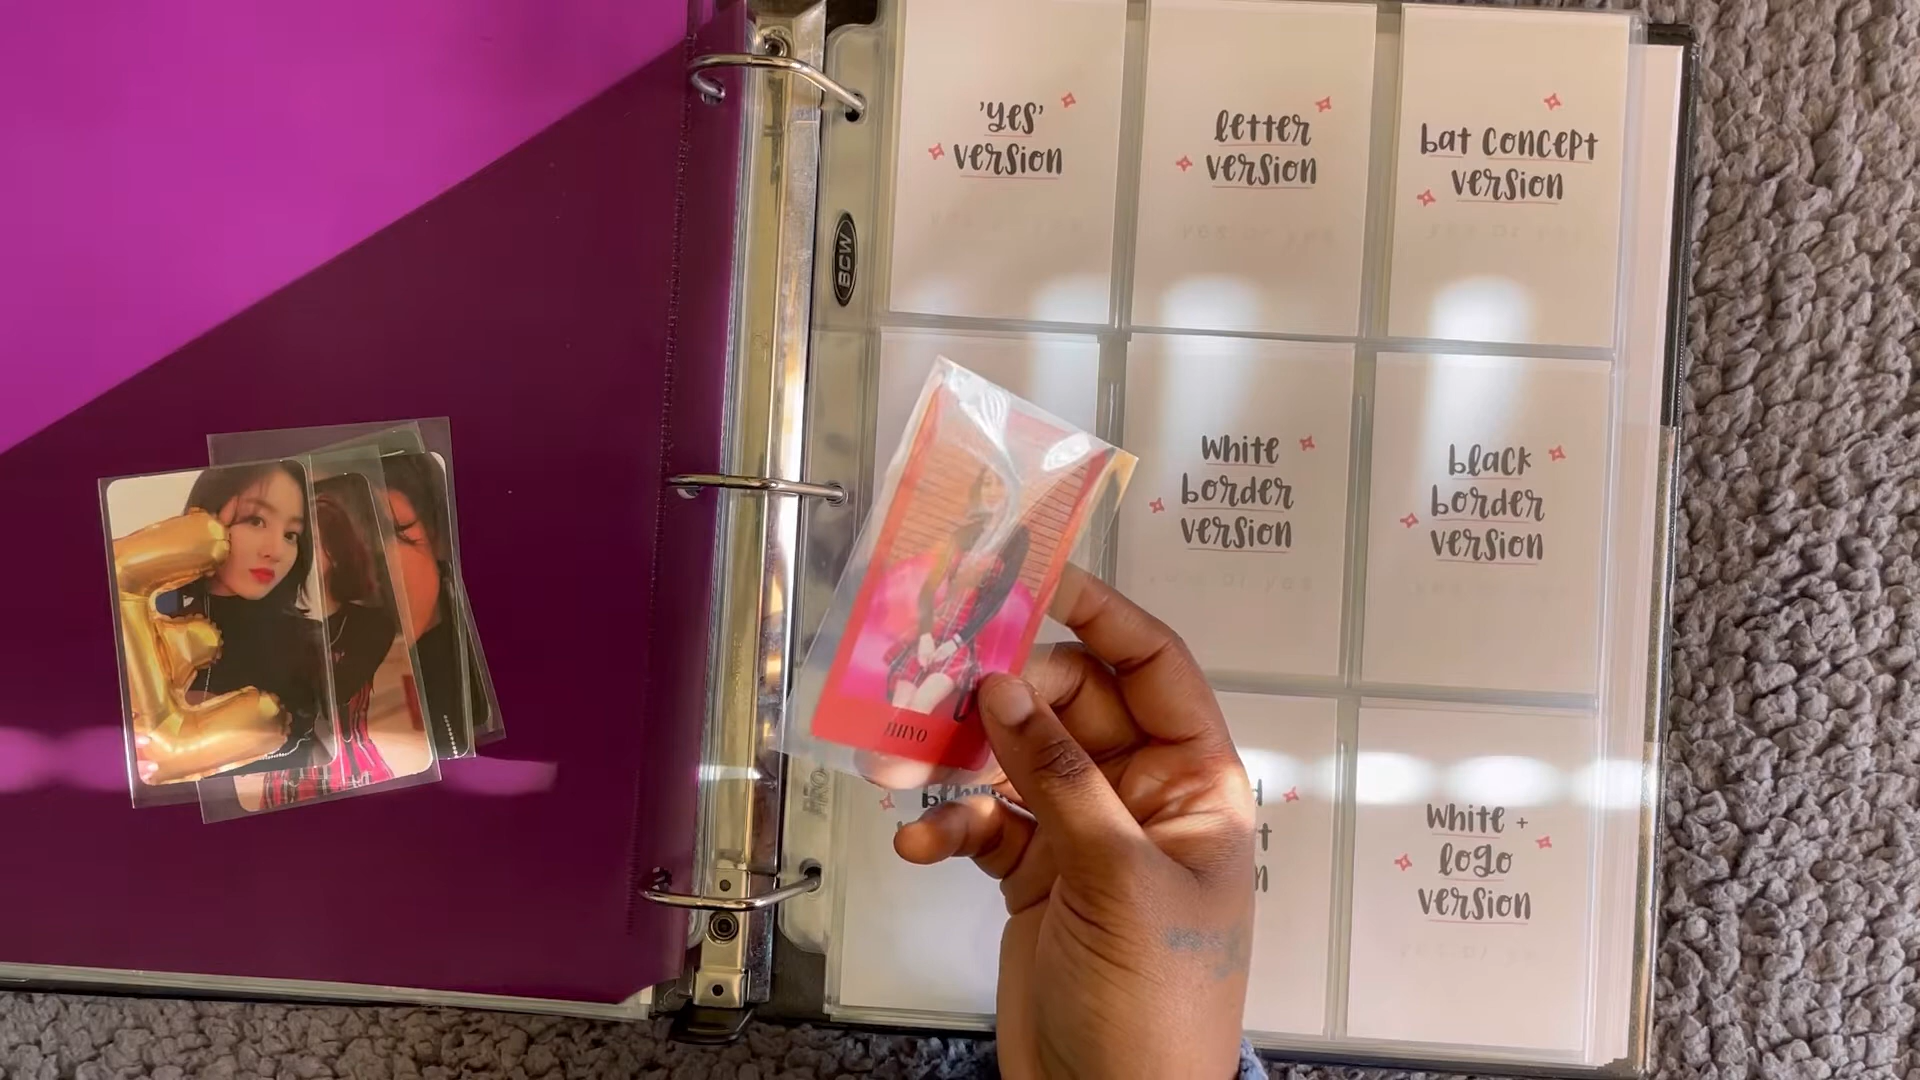 'yes'
version
letter
version
bat concept
version
BCW
white
border
version
black
border
version
JIHYO
white +
logo
version